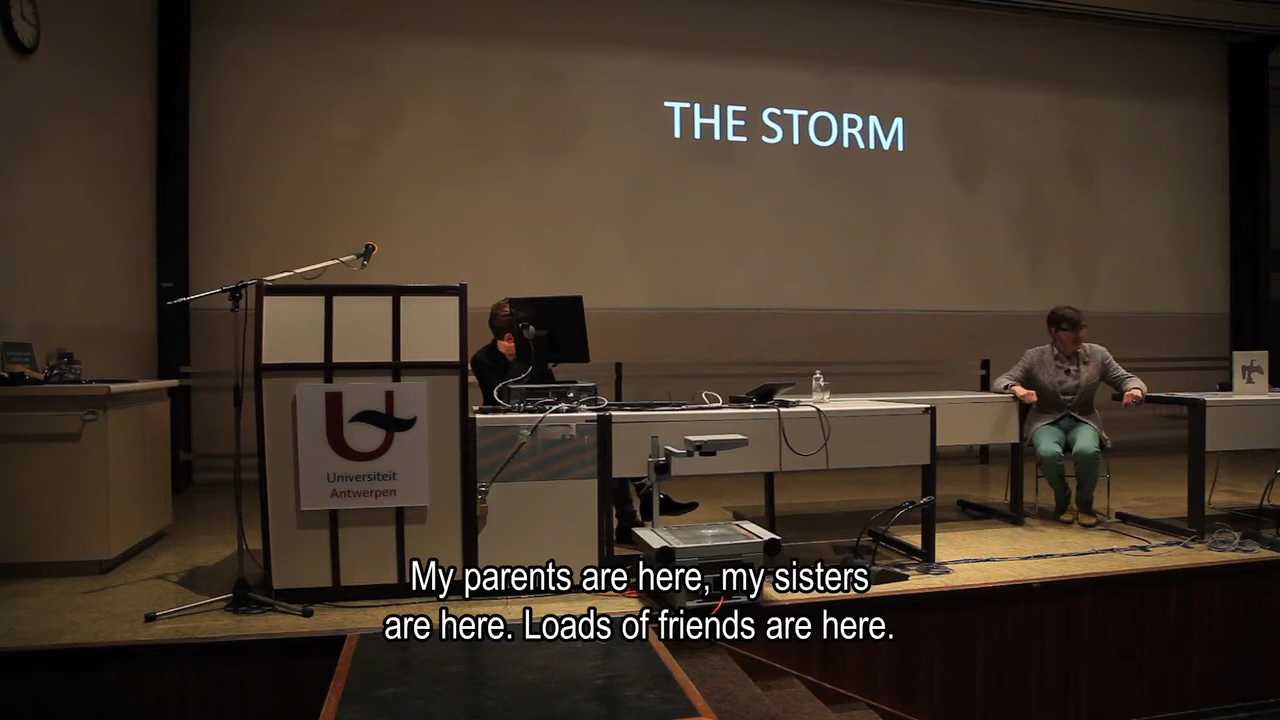 THE STORM
Universiteit
Antwerpen
My parents are here, my sisters
are here. Loads of friends are here.